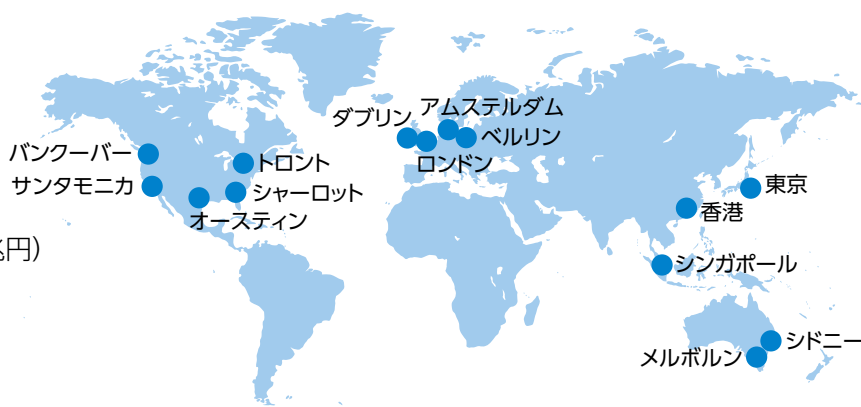 ダブリン
アムステルダム
ベルリン
ロンドン
バンクーバー
サンタモニカ
トロント
シャーロット
オースティン
兆円)
東京
香港
シンガポール
シドニー
メルボルン